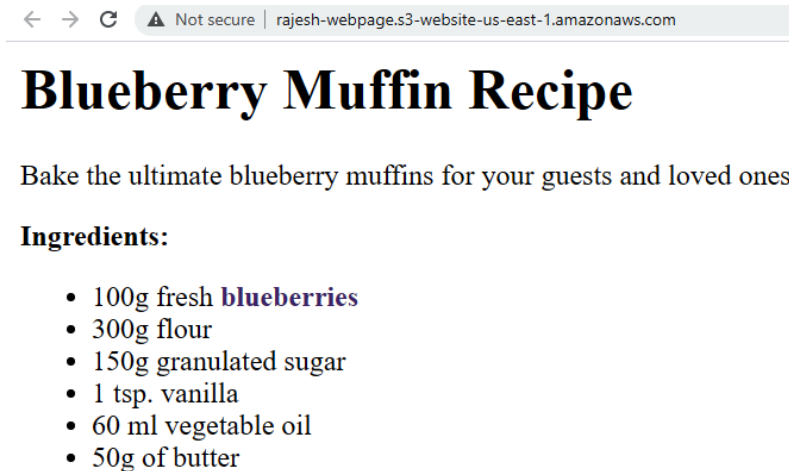 Not secure | rajesh-webpage.s3-website-us-east-1.amazonaws.com
Blueberry Muffin Recipe
Bake the ultimate blueberry muffins for your guests and loved ones
Ingredients:
• 100g fresh blueberries
• 300g flour
• 150g granulated sugar
• 1 tsp. vanilla
• 60 ml vegetable oil
• 50g of butter